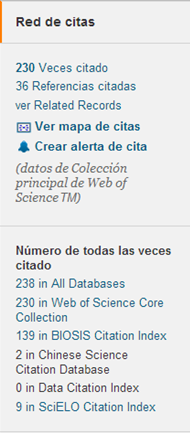 Red de citas
230 Veces citado
36 Referencias citadas
ver Related Records
Ver mapa de citas
Crear alerta de cita
(datos de Colección
principal de Web of
Science™)
Número de todas las veces
citado
238 in All Databases
230 in Web of Science Core
Collection
139 in BIOSIS Citation Index
2 in Chinese Science
Citation Database
0 in Data Citation Index
9 in SciELO Citation Index